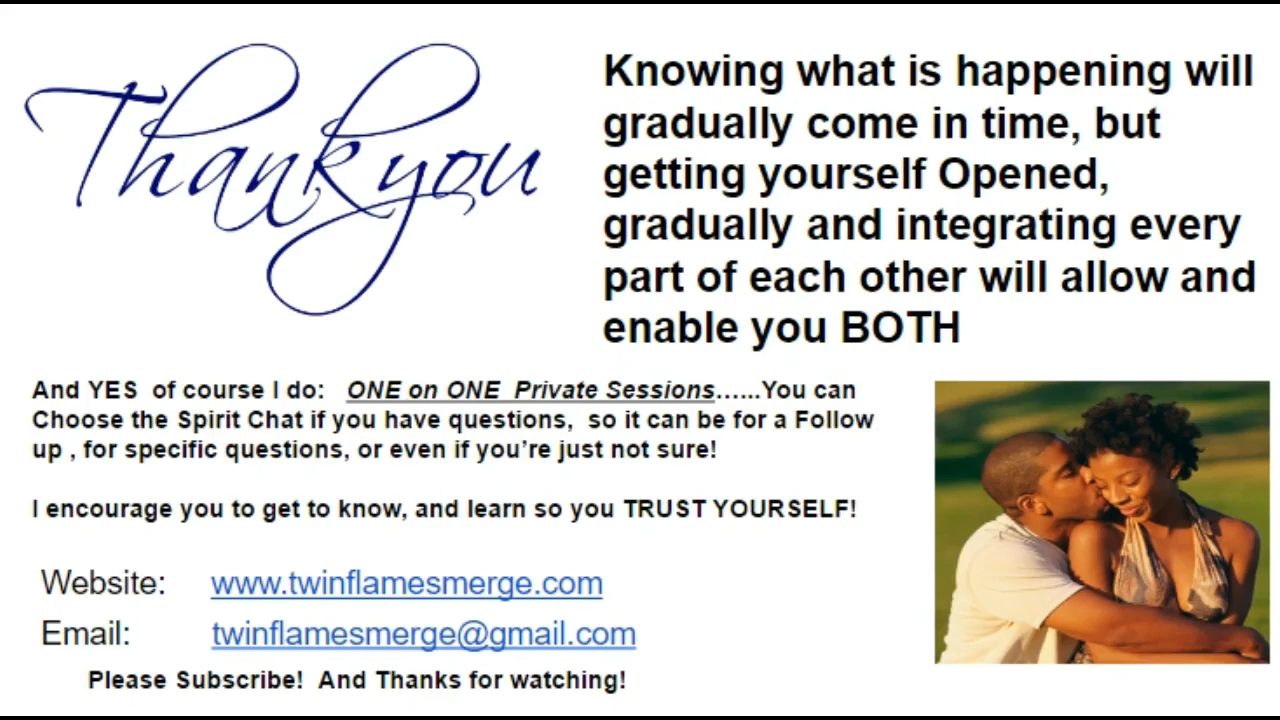 Thank you
Knowing what is happening will
gradually come in time, but
getting yourself Opened,
gradually and integrating every
part of each other will allow and
enable you BOTH
And YES of course I do: ONE on ONE Private Sessions......You can
Choose the Spirit Chat if you have questions, so it can be for a Follow
up , for specific questions, or even if you’re just not sure!
I encourage you to get to know, and learn so you TRUST YOURSELF!
Website: www.twinflamesmerge.com
Email: twinflamesmerge@gmail.com
Please Subscribe! And Thanks for watching!